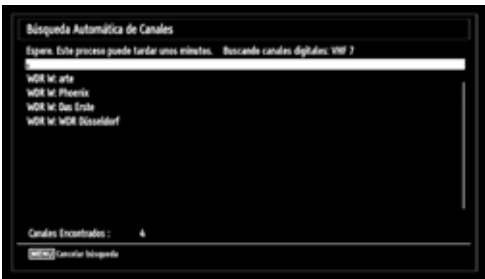 Búsqueda Automática de Canales
Espere. Este proceso puede tardar unos minutos. Buscando canales digitales: VHF 7
WDR W: arte
WDR W: Phoenix
WDR W: Das Erste
WDR W: WDR Düsseldorf
Canales Encontrados : 4
MENU Cancelar búsqueda